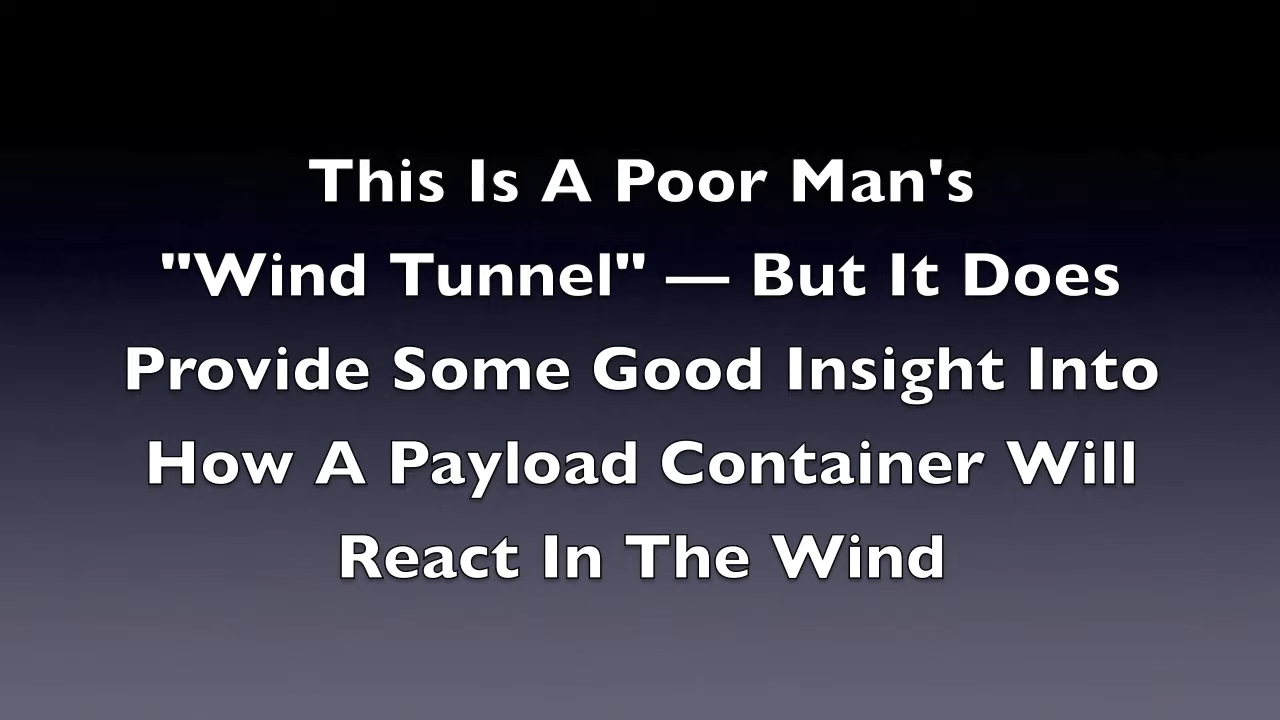 This Is A Poor Man's
"Wind Tunnel" — But It Does
Provide Some Good Insight Into
How A Payload Container Will
React In The Wind